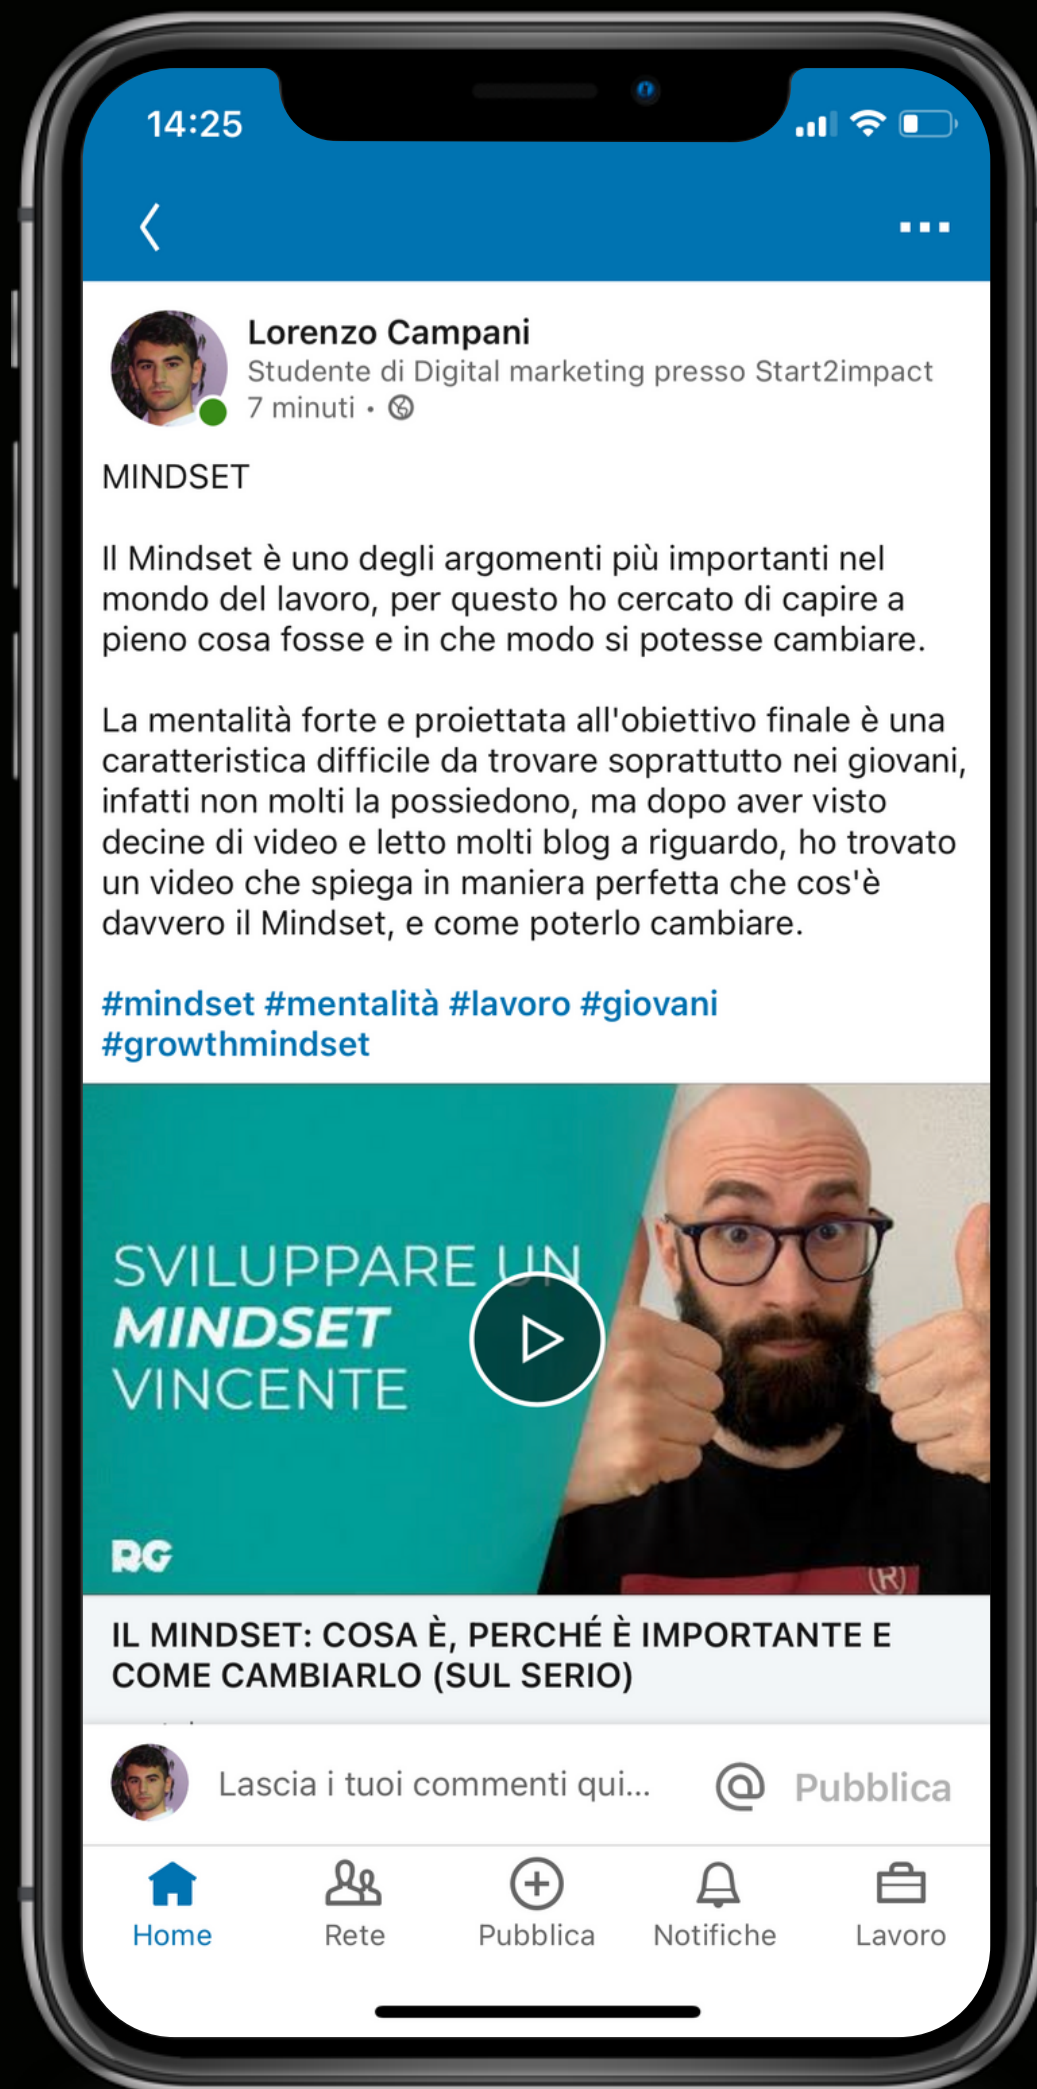 14:25
Lorenzo Campani
Studente di Digital marketing presso Start2impact
7 minuti •
MINDSET
Il Mindset è uno degli argomenti più importanti nel
mondo del lavoro, per questo ho cercato di capire a
pieno cosa fosse e in che modo si potesse cambiare.
La mentalità forte e proiettata all'obiettivo finale è una
caratteristica difficile da trovare soprattutto nei giovani,
infatti non molti la possiedono, ma dopo aver visto
decine di video e letto molti blog a riguardo, ho trovato
un video che spiega in maniera perfetta che cos'è
davvero il Mindset, e come poterlo cambiare.
#mindset #mentalità #lavoro #giovani
#growthmindset
SVILUPPARE UN
MINDSET
VINCENTE
RG
(R)
IL MINDSET: COSA È, PERCHÉ È IMPORTANTE E
COME CAMBIARLO (SUL SERIO)
Lascia i tuoi commenti qui... @ Pubblica
Home Rete Pubblica Notifiche Lavoro